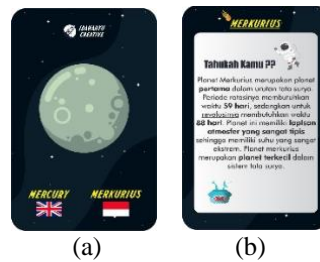 IDAWARYU
CREATIVE
MERCURY MERKURIUS
(a)
MERKURIUS
Tahukah Kamu ??
Planet Merkurius merupakan planet
pertama dalam urutan tata surya.
Periode rotasinya membutuhkan
waktu 59 hari, sedangkan untuk
revolusinya membutuhkan waktu
88 hari. Planet ini memiliki lapisan
atmosfer yang sangat tipis
sehingga memiliki suhu yang sangat
ekstrem. Planet merkurius
merupakan planet terkecil dalam
sistem tata surya.
(b)